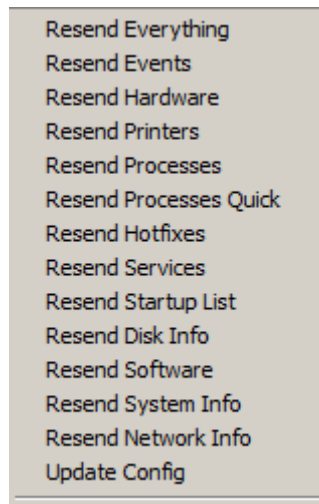 Resend Everything
Resend Events
Resend Hardware
Resend Printers
Resend Processes
Resend Processes Quick
Resend Hotfixes
Resend Services
Resend Startup List
Resend Disk Info
Resend Software
Resend System Info
Resend Network Info
Update Config